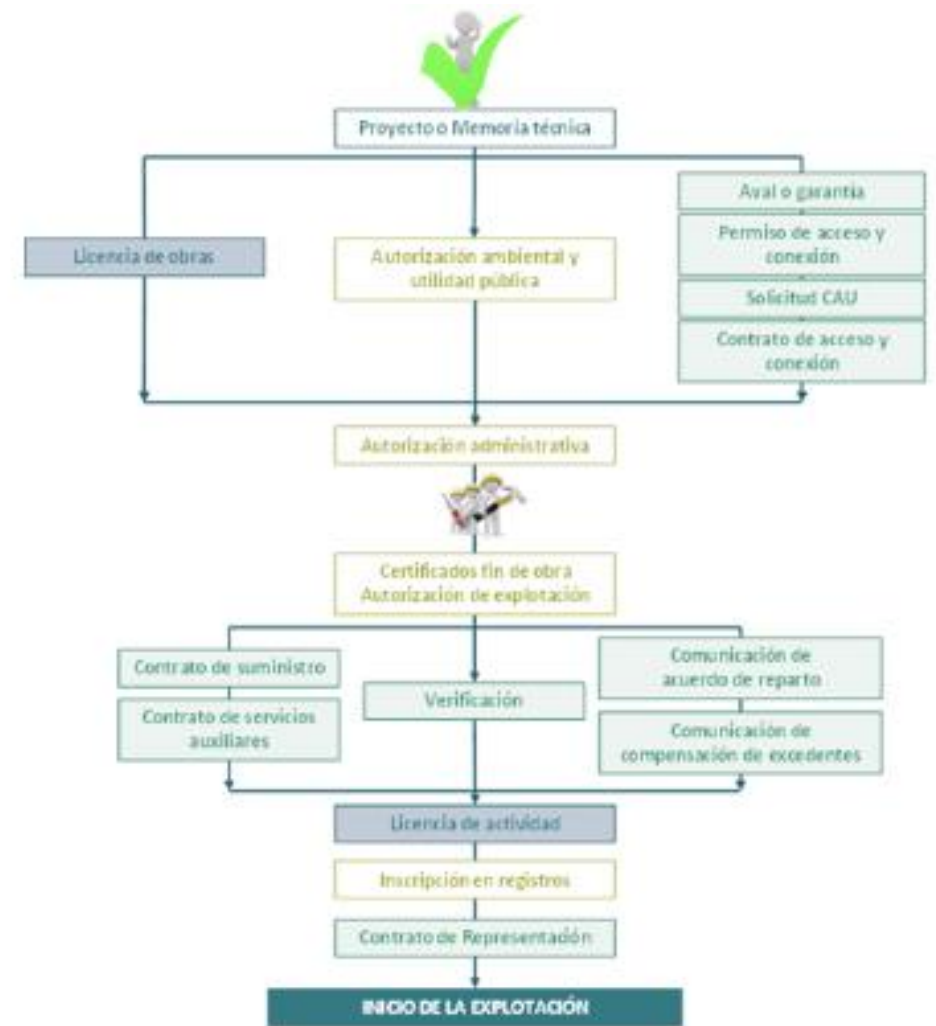 Proyecto o Memoria técnica
Licencia de obras
Autorización ambiental y
utilidad pública
Aval o garantía
Permiso de acceso y
conexión
Solicitud CAU
Contrato de acceso y
conexión
Autorización administrativa
Certificados fin de obra
Autorización de explotación
Contrato de suministro
Contrato de servicios
auxiliares
Verificación
Comunicación de
acuerdo de reparto
Comunicación de
compensación de excedentes
Licencia de actividad
Inscripción en registros
Contrato de Representación
INICIO DE LA EXPLOTACIÓN